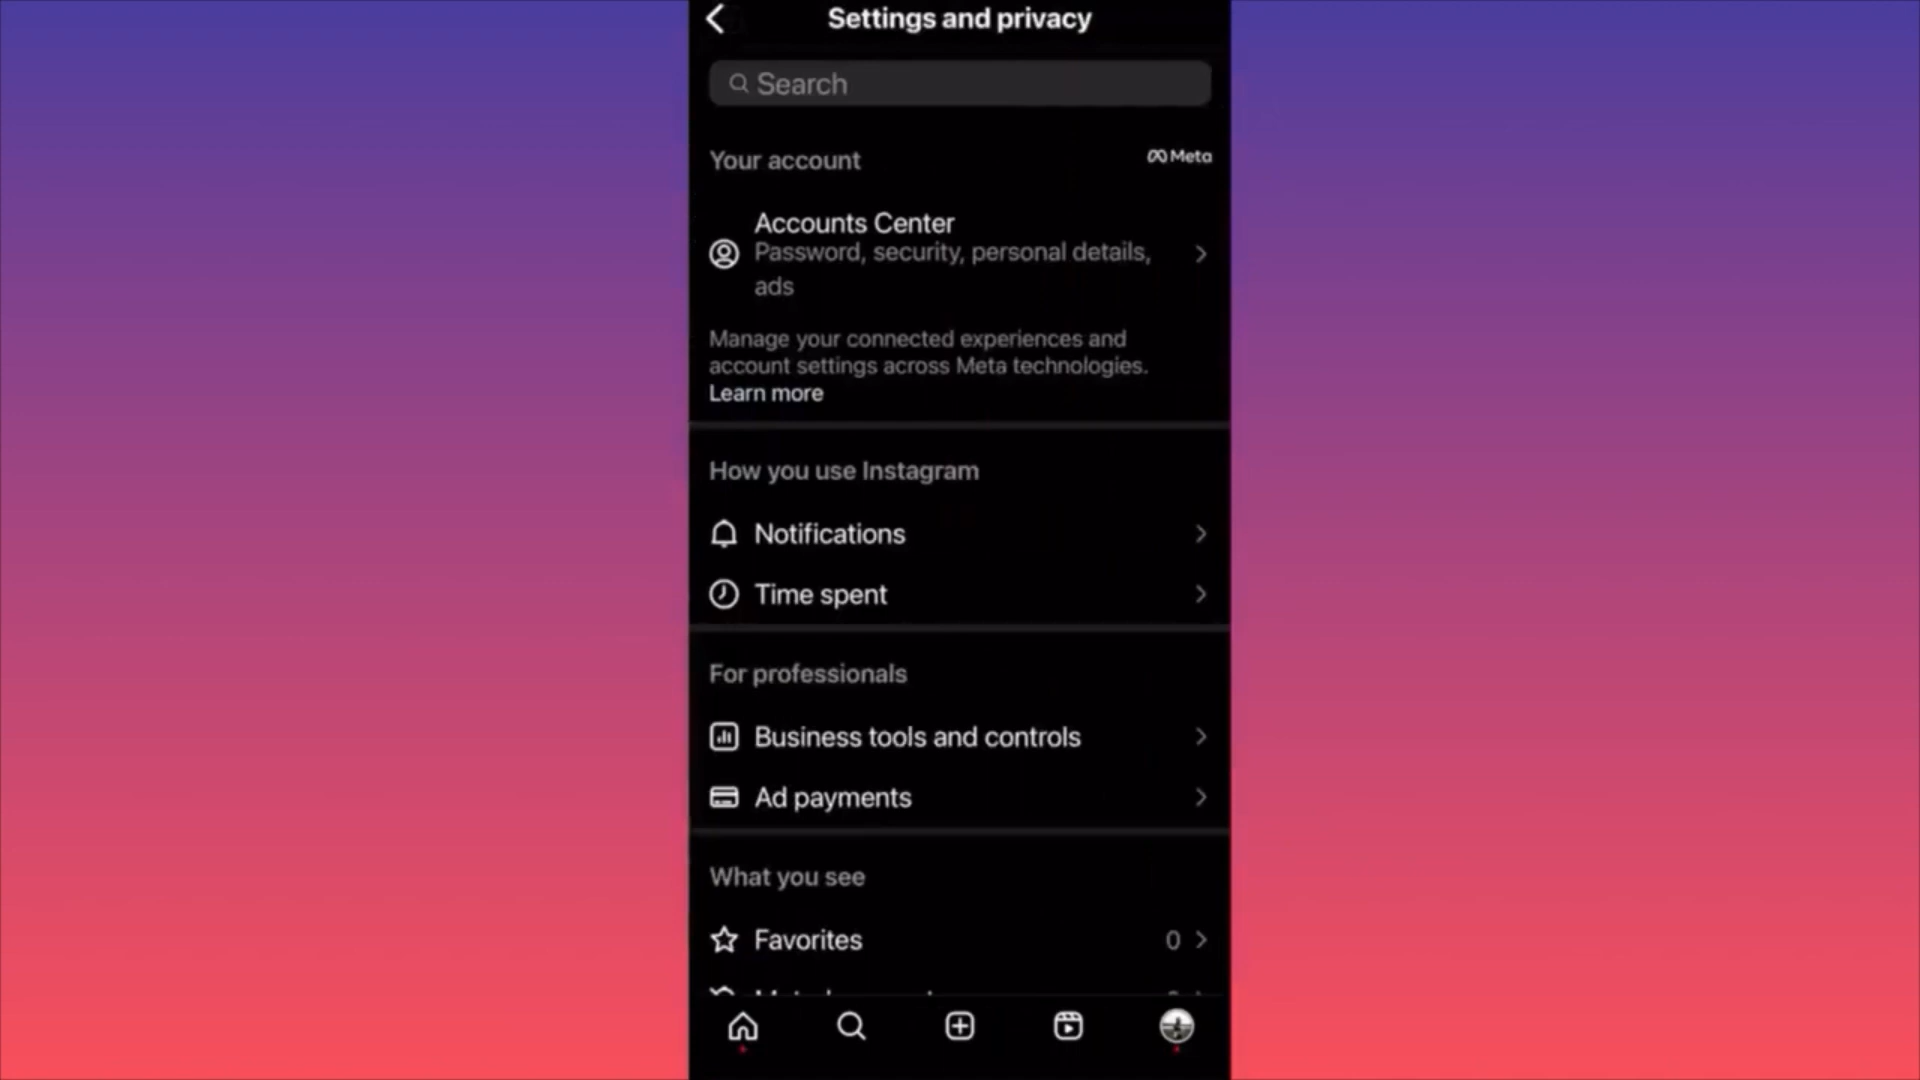 Settings and privacy
Search
Your account
Meta
Accounts Center
Password, security, personal details,
ads
Manage your connected experiences and
account settings across Meta technologies.
Learn more
How you use Instagram
Notifications
Time spent
For professionals
Business tools and controls
Ad payments
What you see
Favorites
0